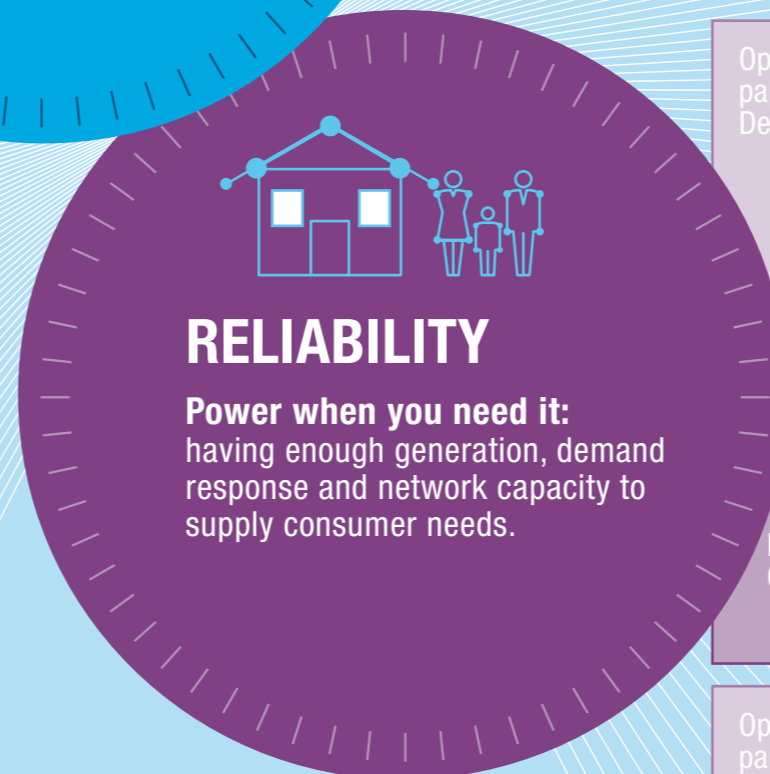 RELIABILITY
Power when you need it:
having enough generation, demand
response and network capacity to
supply consumer needs.